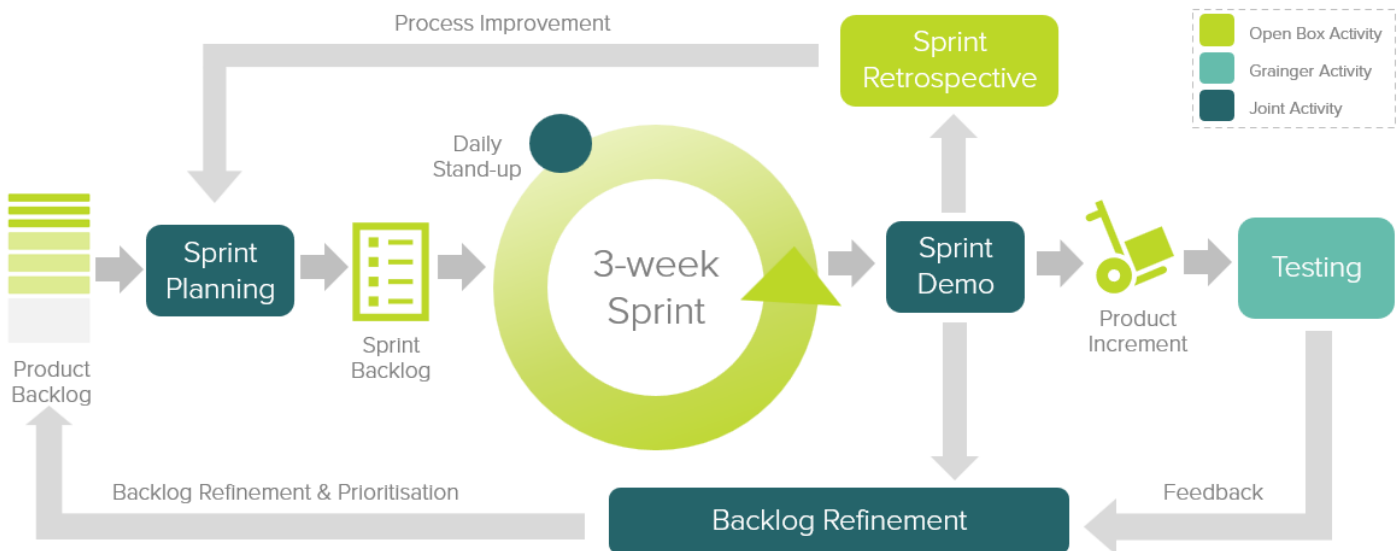 Process Improvement
Sprint
Retrospective
Open Box Activity
Grainger Activity
Joint Activity
Daily
Stand-up
Sprint
Planning
3-week
Sprint
Sprint
Demo
Testing
Product
Backlog
Sprint
Backlog
Product
Increment
Backlog Refinement & Prioritisation
Backlog Refinement
Feedback